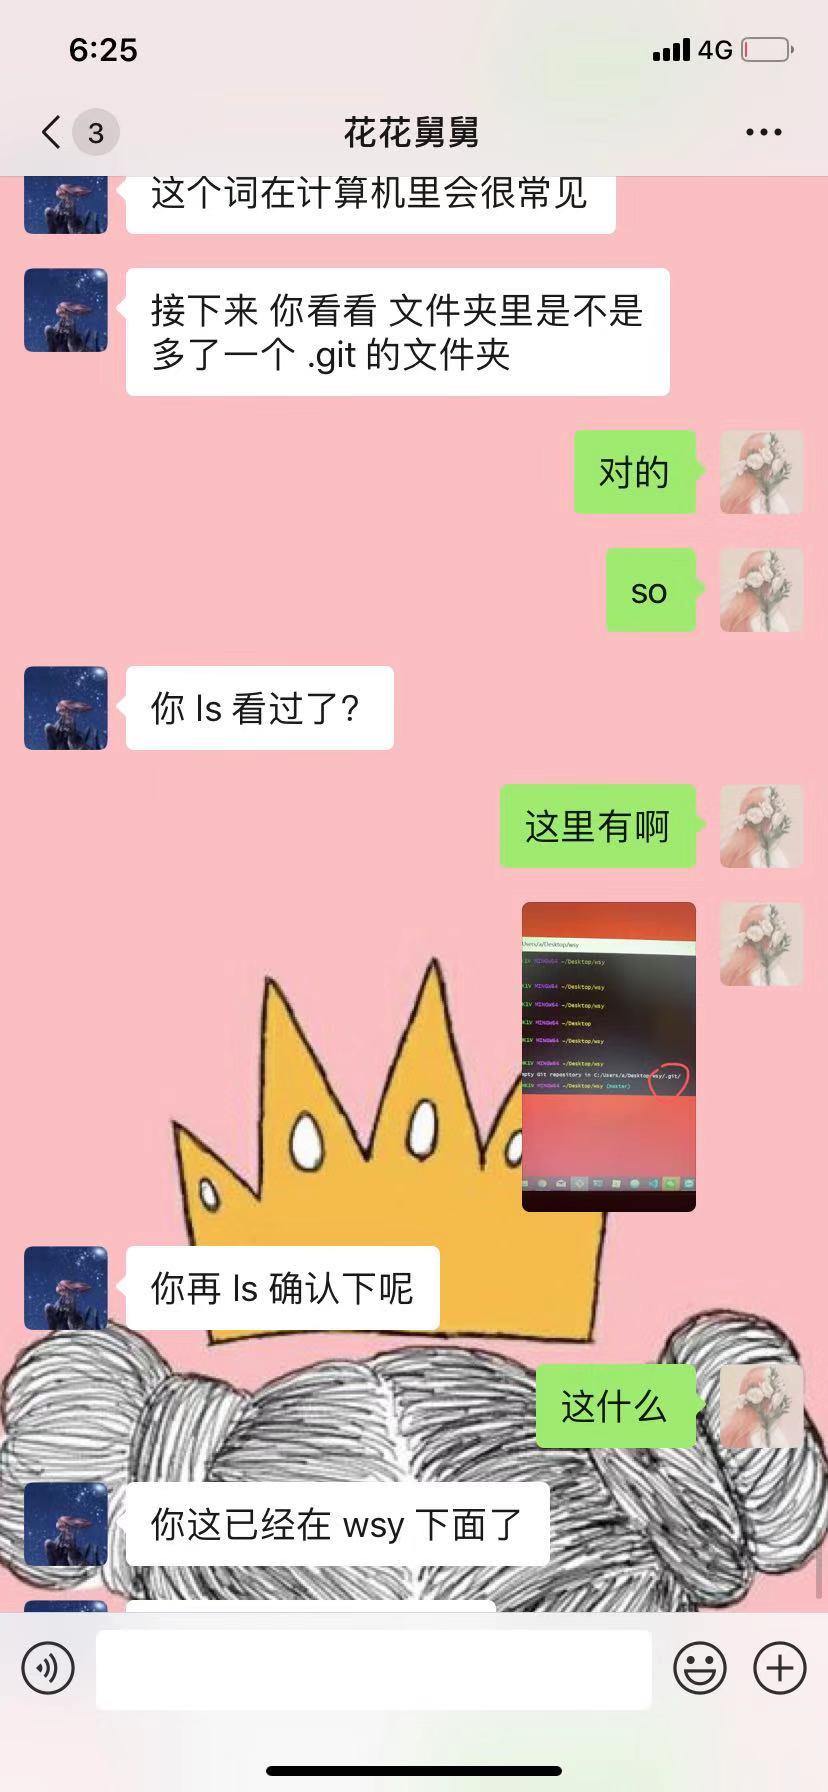 6:25
4G
3
花花舅舅
这个词在计算机里会很常见
接下来 你看看 文件夹里是不是
多了一个 .git 的文件夹
对的
so
你 ls 看过了?
这里有啊
Users/a/Desktop/wsy
MINGW64 ~/Desktop/wsy
MINGW64 ~/Desktop/wsy
MINGW64 ~/Desktop/wsy
MINGW64 ~/Desktop
MINGW64 ~/Desktop/wsy
MINGW64 ~/Desktop/wsy
Git repository in C:/Users/a/Desktop/wsy/.git/
MINGW64 ~/Desktop/wsy (master)
你再 ls 确认下呢
这什么
你这已经在 wsy 下面了